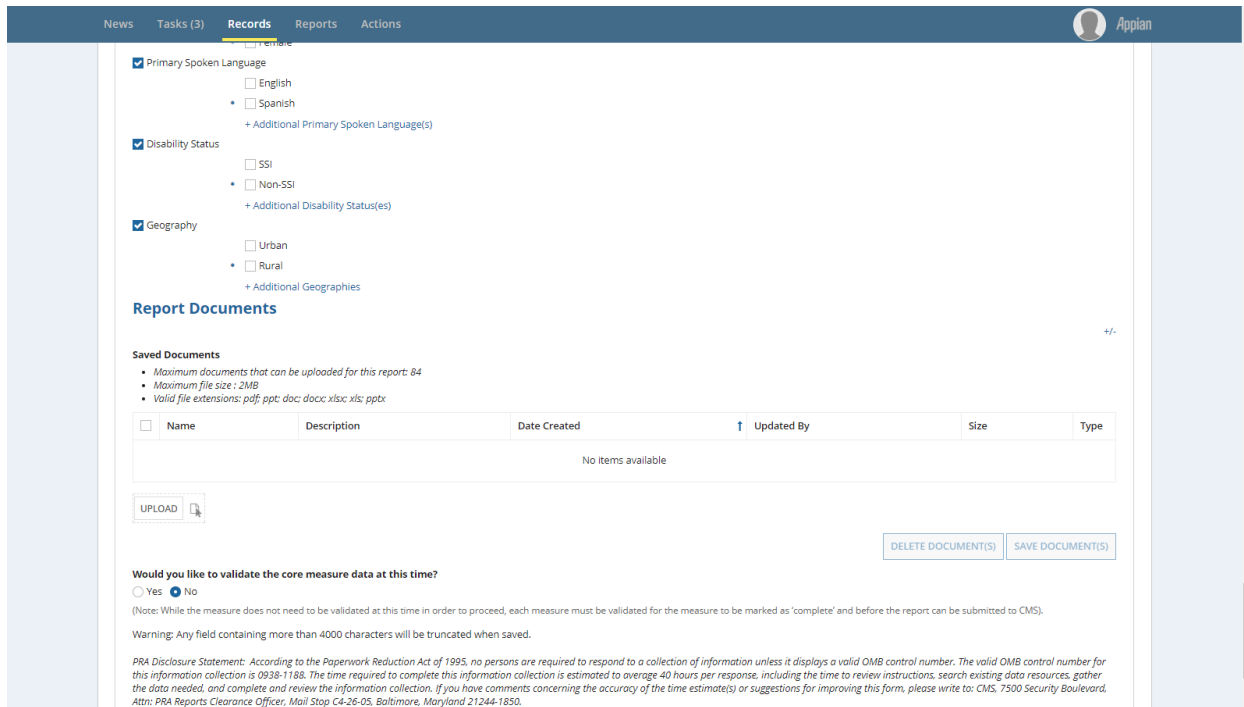 News Tasks (3) Records Reports Actions Appian
Female
Primary Spoken Language
English
Spanish
+ Additional Primary Spoken Language(s)
Disability Status
SSI
Non-SSI
+ Additional Disability Status(es)
Geography
Urban
Rural
+ Additional Geographies
Report Documents
+/-
Saved Documents
Maximum documents that can be uploaded for this report: 84
Maximum file size : 2MB
Valid file extensions: pdf; ppt; doc; docx; xlsx; xls; pptx
Name Description Date Created ↑ Updated By Size Type
No items available
UPLOAD
DELETE DOCUMENT(S) SAVE DOCUMENT(S)
Would you like to validate the core measure data at this time?
Yes No
(Note: While the measure does not need to be validated at this time in order to proceed, each measure must be validated for the measure to be marked as 'complete' and before the report can be submitted to CMS).
Warning: Any field containing more than 4000 characters will be truncated when saved.
PRA Disclosure Statement: According to the Paperwork Reduction Act of 1995, no persons are required to respond to a collection of information unless it displays a valid OMB control number. The valid OMB control number for
this information collection is 0938-1188. The time required to complete this information collection is estimated to average 40 hours per response, including the time to review instructions, search existing data resources, gather
the data needed, and complete and review the information collection. If you have comments concerning the accuracy of the time estimate(s) or suggestions for improving this form, please write to: CMS, 7500 Security Boulevard,
Attn: PRA Reports Clearance Officer, Mail Stop C4-26-05, Baltimore, Maryland 21244-1850.